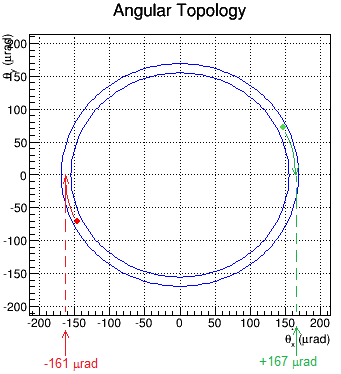 Angular Topology
θy (μrad)
200
150
100
50
0
-50
-100
-150
-200
-200 -150 -100 -50 0 50 100 150 200
θx (μrad)
-161 μrad
+167 μrad